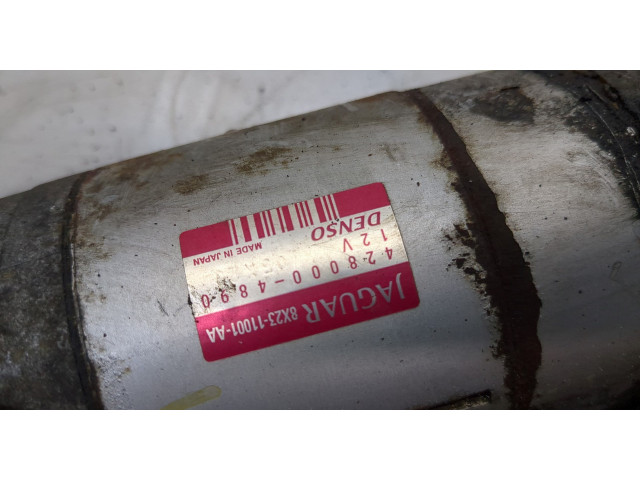 JAGUAR 8X23-11001-AA
428000-4890
12V
DENSO
MADE IN JAPAN